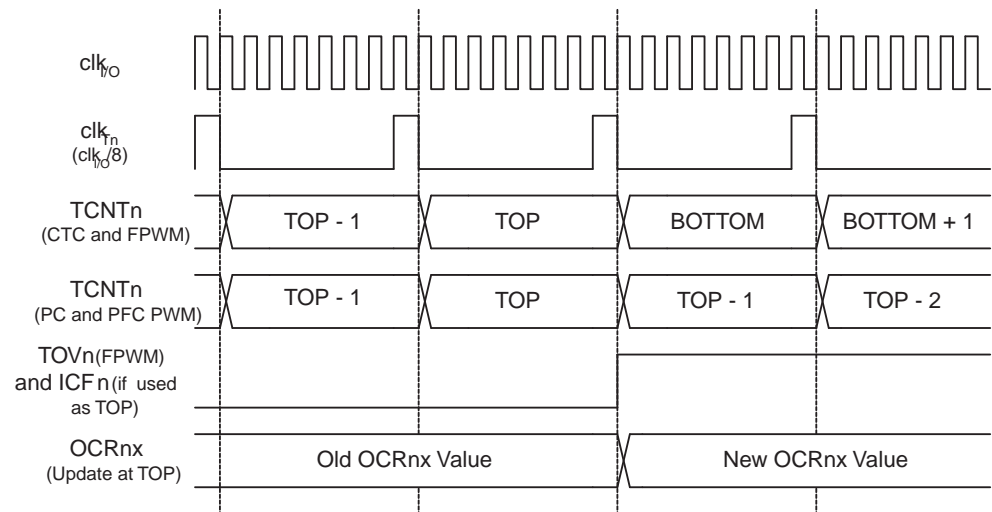 clkI/O
clkTn
(clkI/O/8)
TCNTn
(CTC and FPWM)
TOP - 1
TOP
BOTTOM
BOTTOM + 1
TCNTn
(PC and PFC PWM)
TOP - 1
TOP
TOP - 1
TOP - 2
TOVn(FPWM)
and ICFn(if used
as TOP)
OCRnx
(Update at TOP)
Old OCRnx Value
New OCRnx Value